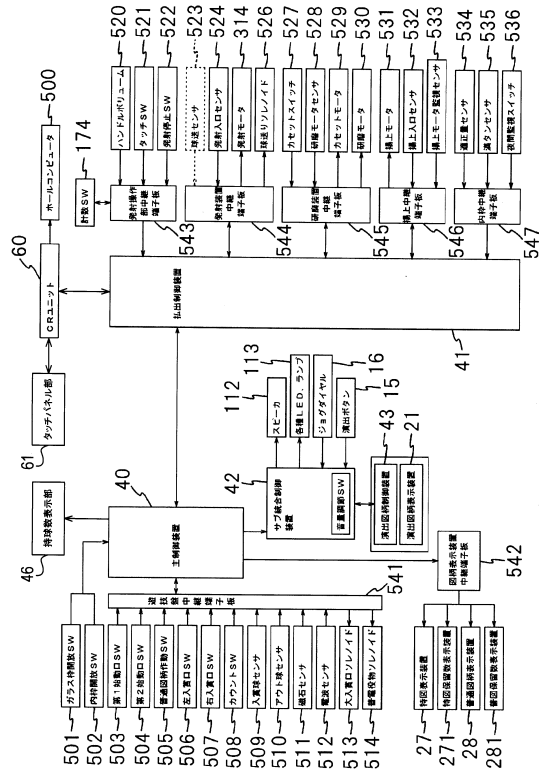 ハンドルボリューム
520
タッチSW
521
発射停止SW
522
球送センサ
523
発射入口センサ
524
発射モータ
314
球送りソレノイド
526
カセットスイッチ
527
研磨モータセンサ
528
カセットモータ
529
研磨モータ
530
揚上モータ
531
揚上入口センサ
532
揚上モータ監視センサ
533
適正量センサ
534
満タンセンサ
535
夜間監視スイッチ
536
ホールコンピュータ
500
計数SW
174
発射操作
部中継
端子板
543
発射装置
中継
端子板
544
研磨装置
中継
端子板
545
揚上中継
端子板
546
内枠中継
端子板
547
CRユニット
60
タッチパネル部
61
払出制御装置
41
持球数表示部
46
主制御装置
40
サブ統合制御
装置
42
音量調節SW
スピーカ
112
各種LED、ランプ
113
ジョグダイヤル
16
演出ボタン
15
演出図柄制御装置
43
演出図柄表示装置
21
遊技盤中継端子板
541
図柄表示装置
中継端子板
542
ガラス枠開放SW
501
内枠開放SW
502
第1始動口SW
503
第2始動口SW
504
普通図柄作動SW
505
左入賞口SW
506
右入賞口SW
507
カウントSW
508
入賞球センサ
509
アウト球センサ
510
磁石センサ
511
電波センサ
512
大入賞口ソレノイド
513
普電役物ソレノイド
514
特図表示装置
27
特図保留数表示装置
271
普通図柄表示装置
28
普図保留数表示装置
281